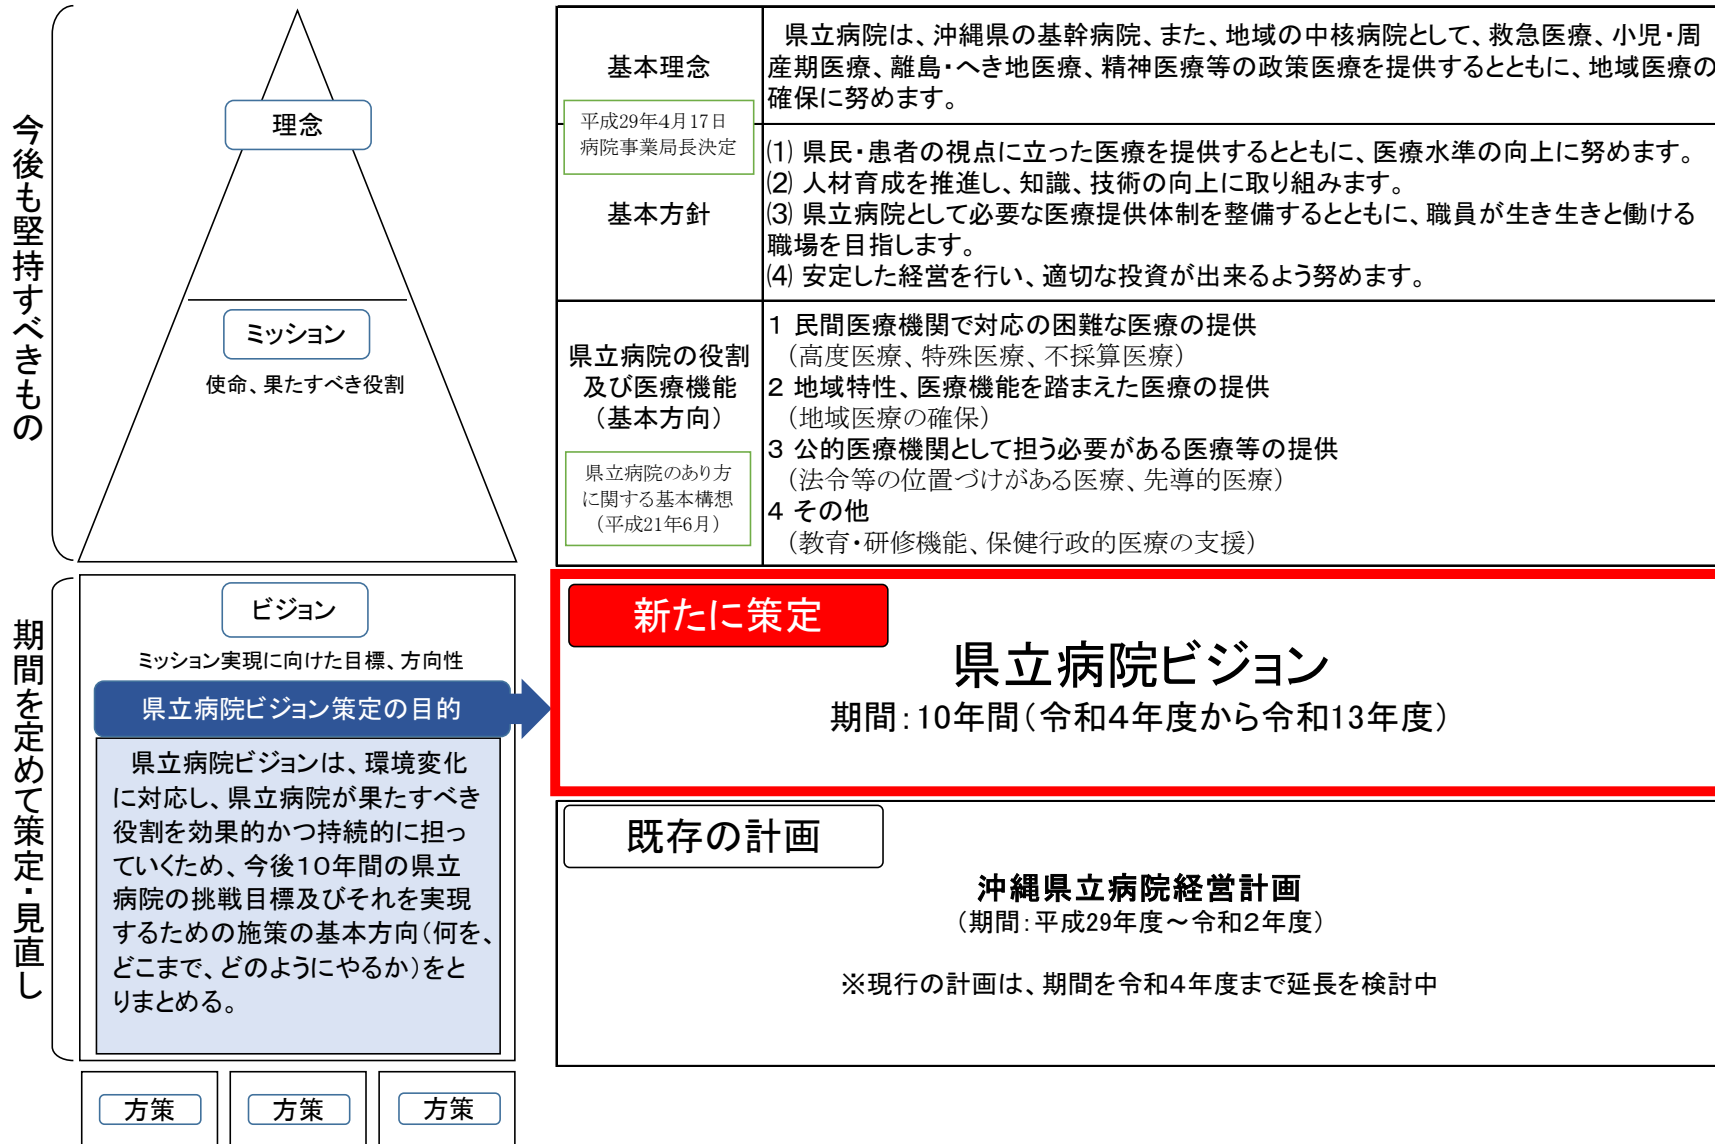 今後も堅持すべきもの
理念
ミッション
使命、果たすべき役割
基本理念
県立病院は、沖縄県の基幹病院、また、地域の中核病院として、救急医療、小児・周
産期医療、離島・へき地医療、精神医療等の政策医療を提供するとともに、地域医療の
確保に努めます。
平成29年4月17日
病院事業局長決定
基本方針
⑴ 県民・患者の視点に立った医療を提供するとともに、医療水準の向上に努めます。
⑵ 人材育成を推進し、知識、技術の向上に取り組みます。
⑶ 県立病院として必要な医療提供体制を整備するとともに、職員が生き生きと働ける
職場を目指します。
⑷ 安定した経営を行い、適切な投資が出来るよう努めます。
県立病院の役割
及び医療機能
（基本方向）
県立病院のあり方
に関する基本構想
（平成21年6月）
1 民間医療機関で対応の困難な医療の提供
（高度医療、特殊医療、不採算医療）
2 地域特性、医療機能を踏まえた医療の提供
（地域医療の確保）
3 公的医療機関として担う必要がある医療等の提供
（法令等の位置づけがある医療、先導的医療）
4 その他
（教育・研修機能、保健行政的医療の支援）
期間を定めて策定・見直し
ビジョン
ミッション実現に向けた目標、方向性
県立病院ビジョン策定の目的
県立病院ビジョンは、環境変化
に対応し、県立病院が果たすべき
役割を効果的かつ持続的に担っ
ていくため、今後１０年間の県立
病院の挑戦目標及びそれを実現
するための施策の基本方向（何を、
どこまで、どのようにやるか）をと
りまとめる。
新たに策定
県立病院ビジョン
期間：10年間（令和４年度から令和13年度）
既存の計画
沖縄県立病院経営計画
（期間：平成29年度～令和２年度）
※現行の計画は、期間を令和４年度まで延長を検討中
方策
方策
方策